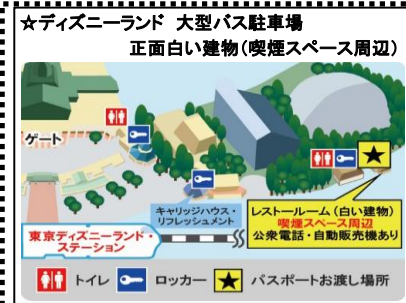 ☆ディズニーランド 大型バス駐車場
正面白い建物(喫煙スペース周辺)
ゲート
キャリッジハウス・
リフレッシュメント
東京ディズニーランド・
ステーション
レストルーム(白い建物)
喫煙スペース周辺
公衆電話・自動販売機あり
トイレ ロッカー ★ パスポートお渡し場所